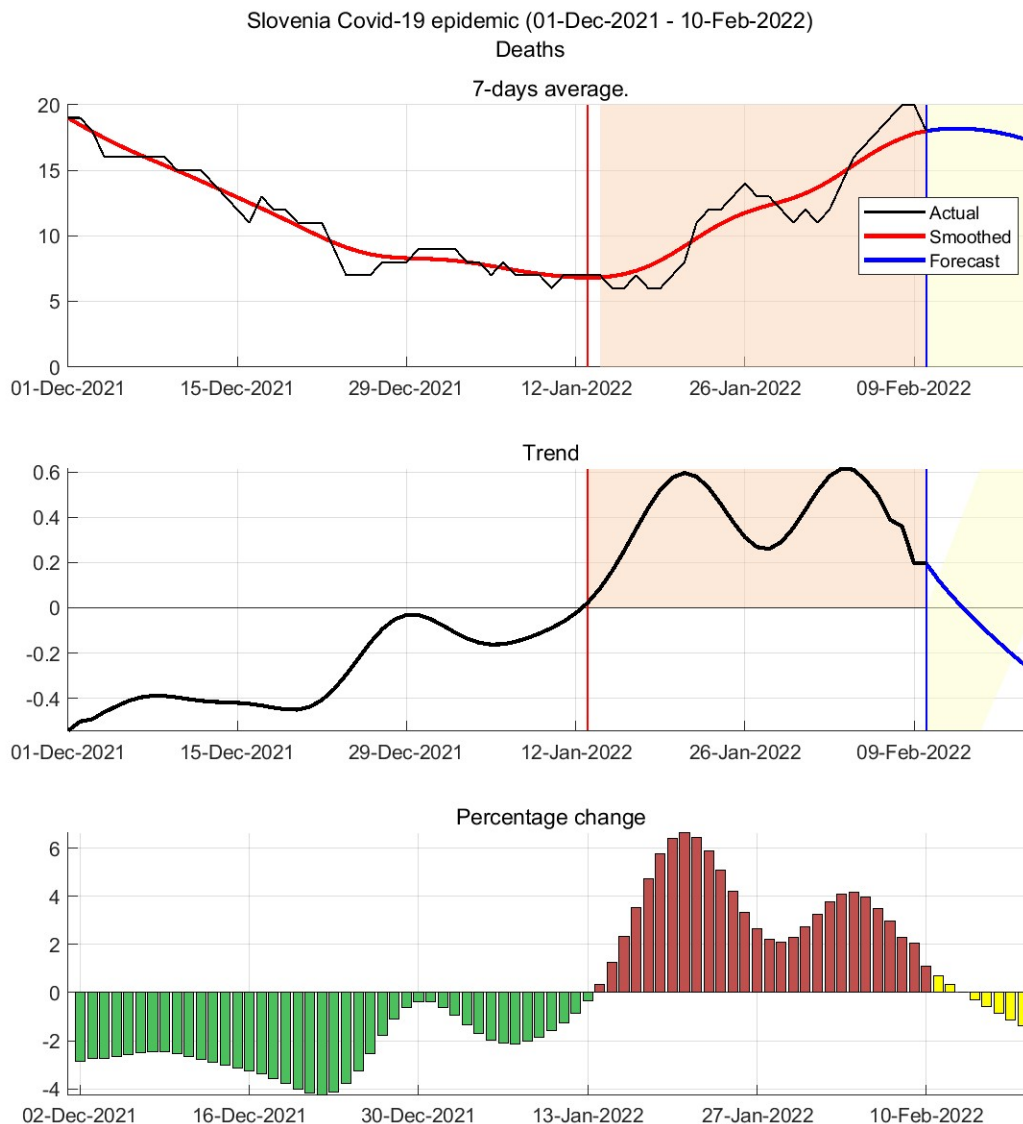 Slovenia Covid-19 epidemic (01-Dec-2021 - 10-Feb-2022)
Deaths
7-days average.
20
15
10
5
0
Actual
Smoothed
Forecast
01-Dec-2021 15-Dec-2021 29-Dec-2021 12-Jan-2022 26-Jan-2022 09-Feb-2022
Trend
0.6
0.4
0.2
0
-0.2
-0.4
01-Dec-2021 15-Dec-2021 29-Dec-2021 12-Jan-2022 26-Jan-2022 09-Feb-2022
Percentage change
6
4
2
0
-2
-4
02-Dec-2021 16-Dec-2021 30-Dec-2021 13-Jan-2022 27-Jan-2022 10-Feb-2022